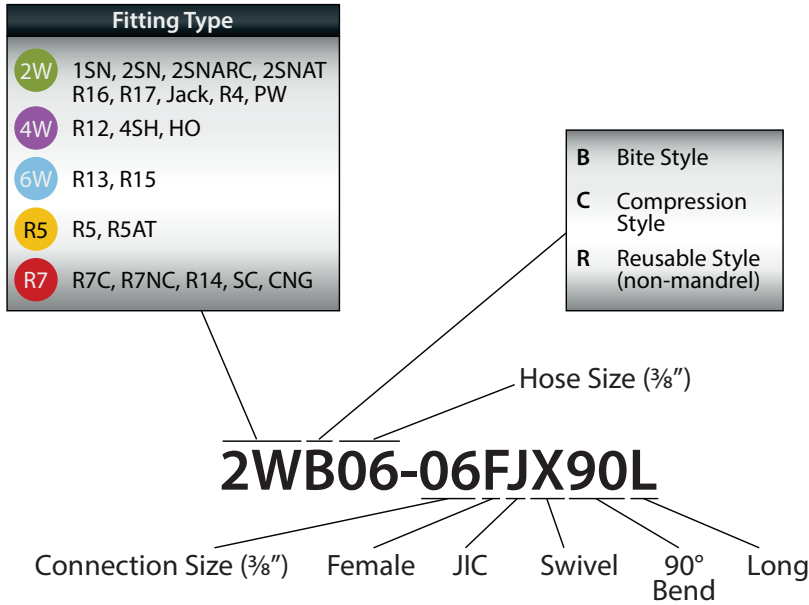 Fitting Type
2W 1SN, 2SN, 2SNARC, 2SNAT
R16, R17, Jack, R4, PW
4W R12, 4SH, HO
6W R13, R15
R5 R5, R5AT
R7 R7C, R7NC, R14, SC, CNG
B Bite Style
C Compression
Style
R Reusable Style
(non-mandrel)
Hose Size (⅜")
2WB06-06FJX90L
Connection Size (⅜") Female JIC Swivel 90° Long
Bend